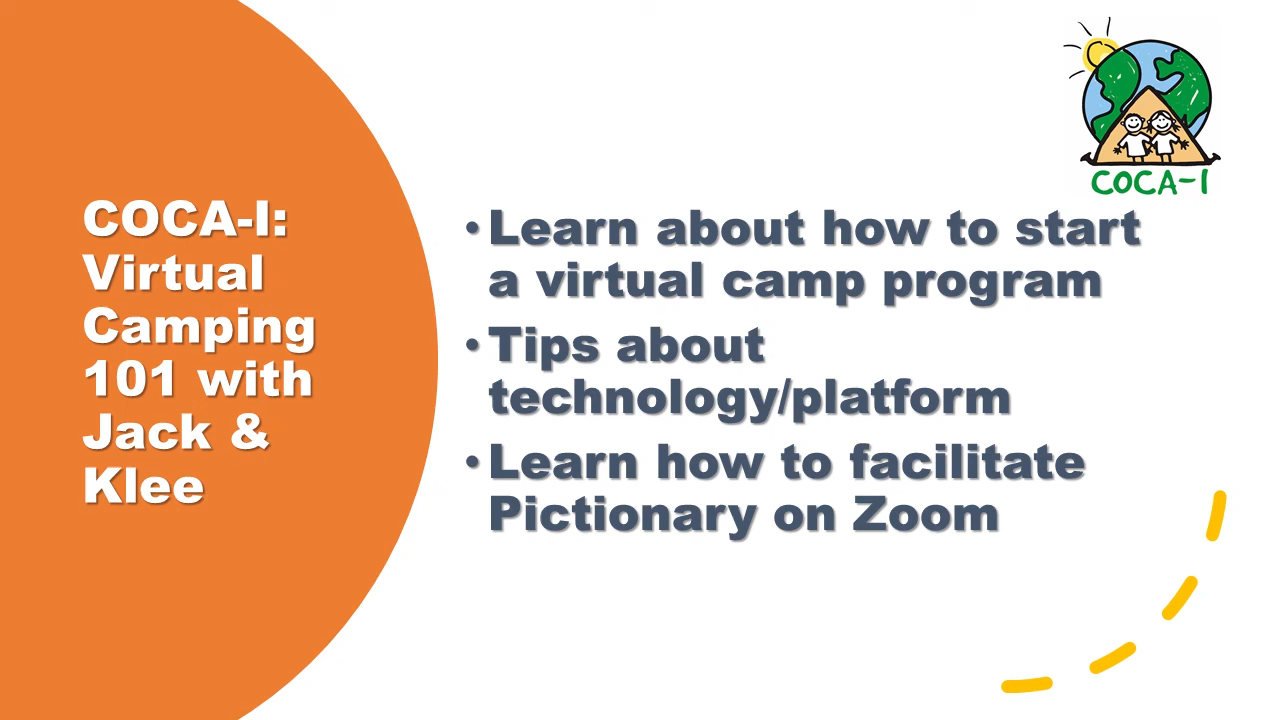 COCA-I:
Virtual
Camping
101 with
Jack &
Klee
COCA-I
• Learn about how to start
a virtual camp program
• Tips about
technology/platform
• Learn how to facilitate
Pictionary on Zoom